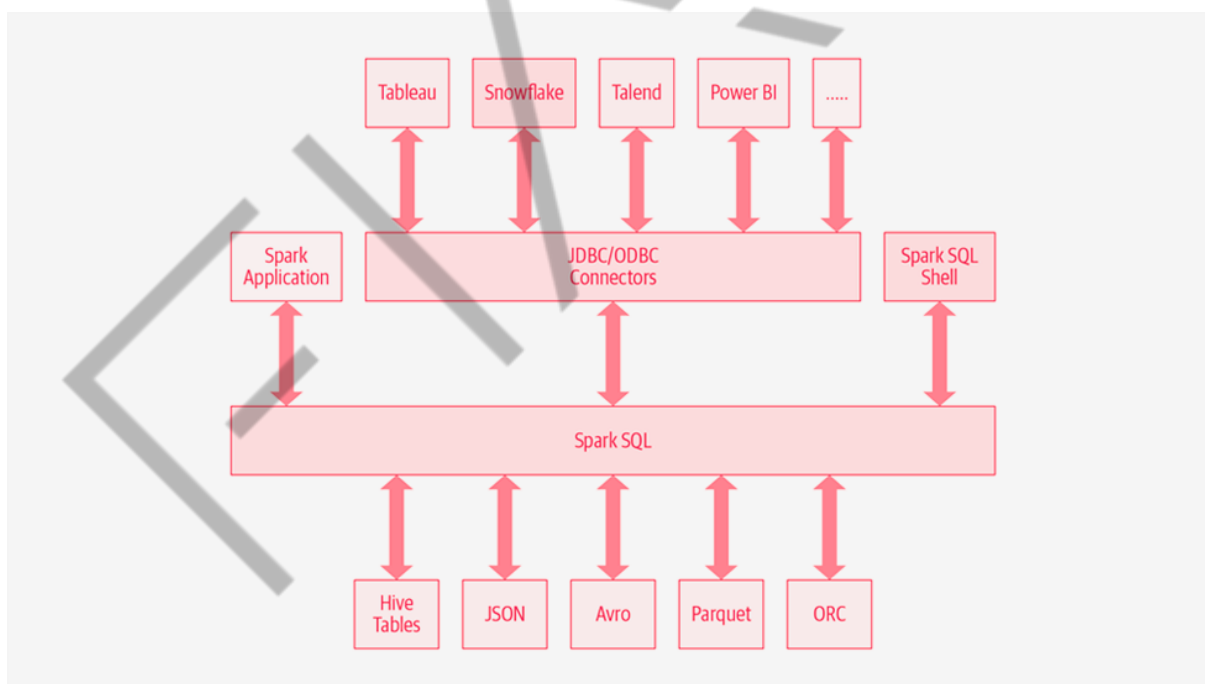 Tableau
Snowflake
Talend
Power BI
.....
Spark
Application
JDBC/ODBC
Connectors
Spark SQL
Shell
Spark SQL
Hive
Tables
JSON
Avro
Parquet
ORC